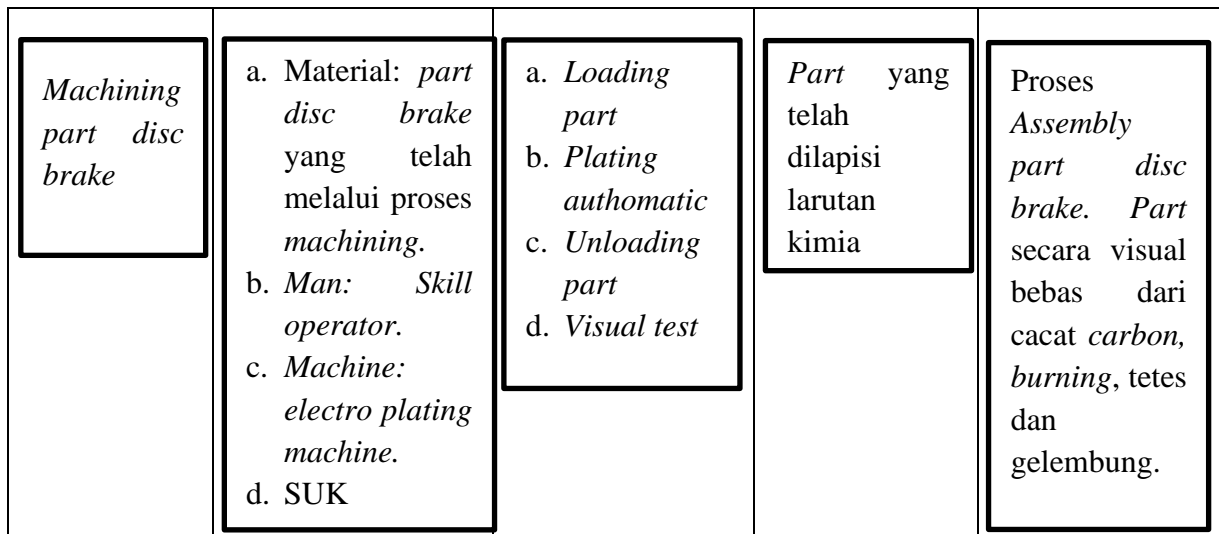 Machining
part disc
brake
a. Material: part
disc brake
yang telah
melalui proses
machining.
b. Man: Skill
operator.
c. Machine:
electro plating
machine.
d. SUK
a. Loading
part
b. Plating
authomatic
c. Unloading
part
d. Visual test
Part yang
telah
dilapisi
larutan
kimia
Proses
Assembly
part disc
brake. Part
secara visual
bebas dari
cacat carbon,
burning, tetes
dan
gelembung.